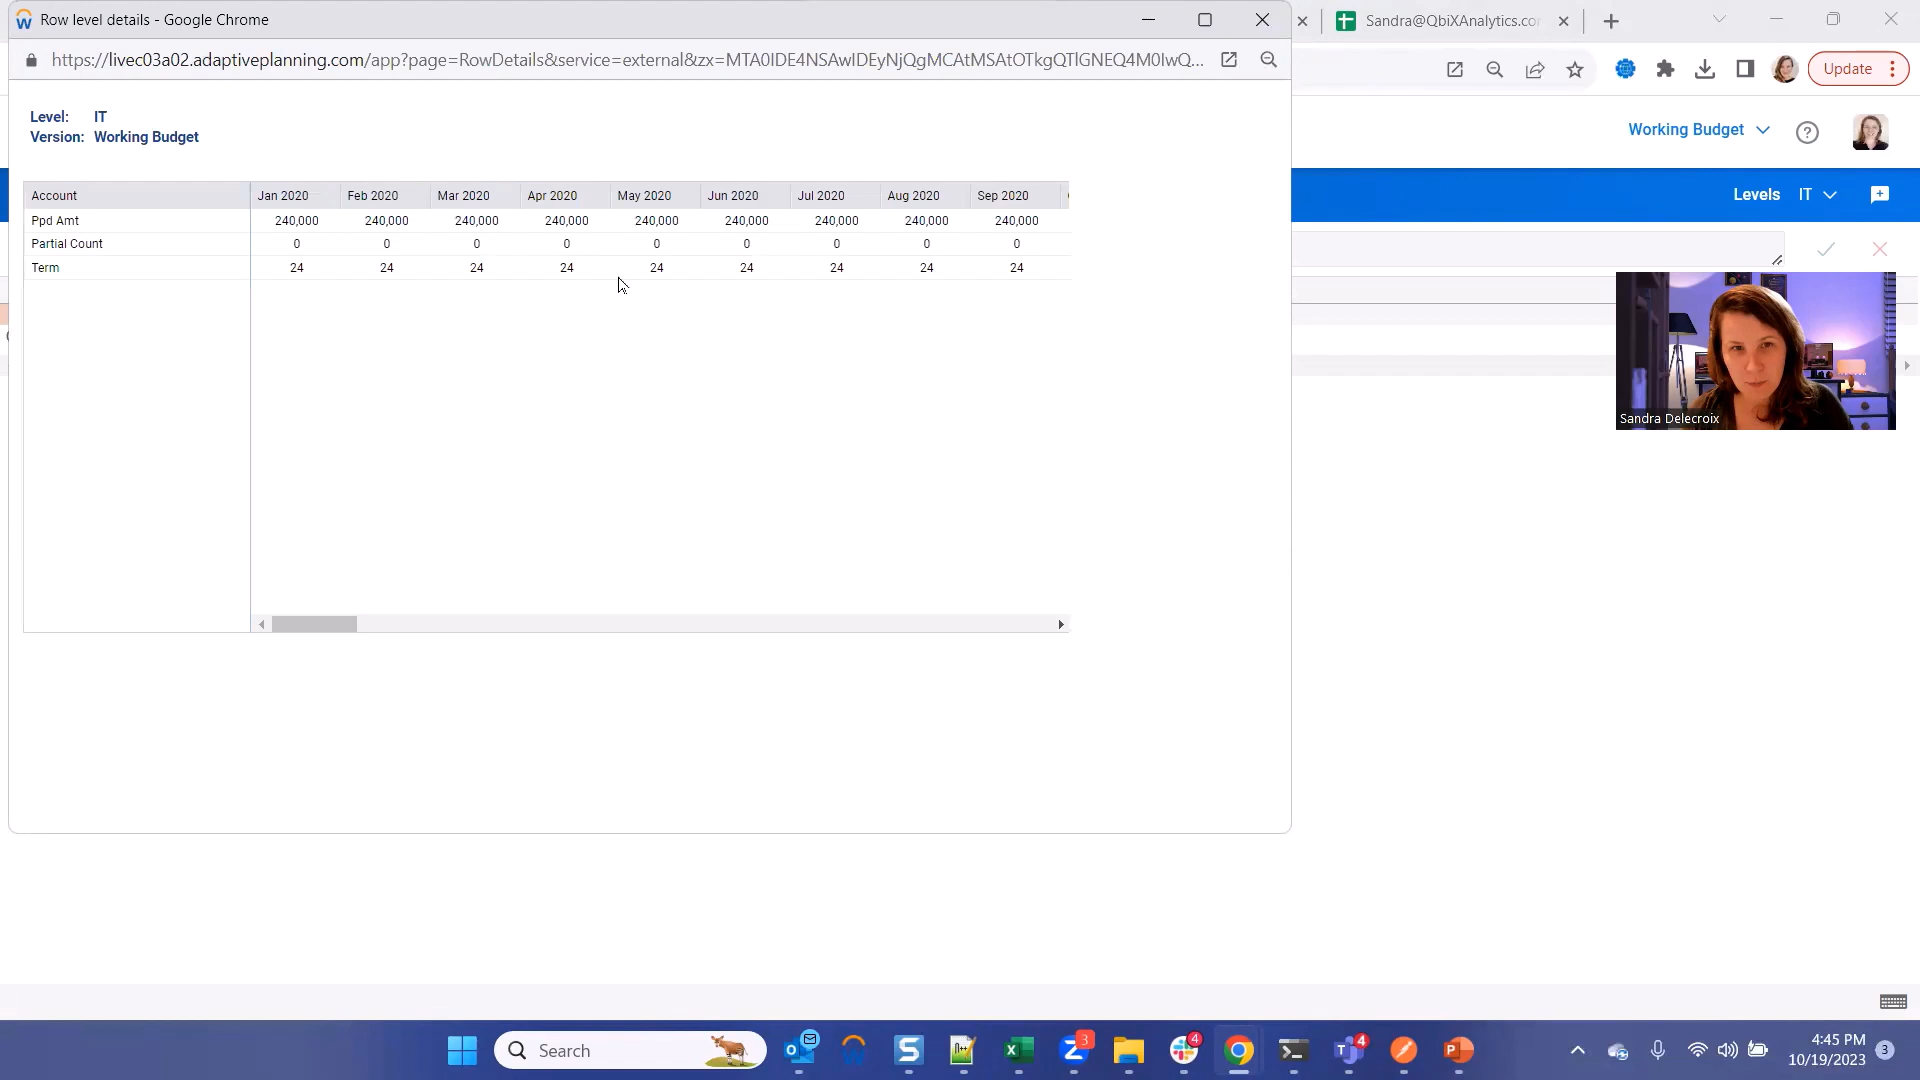 Row level details - Google Chrome
Sandra@QbiXAnalytics.co
https://livec03a02.adaptiveplanning.com/app?page=RowDetails&service=external&zx=MTA0IDE4NSAwIDEyNjQgMCAtMSAtOTkgQTlGNEQ4M0IwQ...
Update
Level: IT
Version: Working Budget
Working Budget
Levels IT
Account Jan 2020 Feb 2020 Mar 2020 Apr 2020 May 2020 Jun 2020 Jul 2020 Aug 2020 Sep 2020
Ppd Amt 240,000 240,000 240,000 240,000 240,000 240,000 240,000 240,000 240,000
Partial Count 0 0 0 0 0 0 0 0 0
Term 24 24 24 24 24 24 24 24 24
Sandra Delecroix
Search
3
4
4
4:45 PM
10/19/2023
3